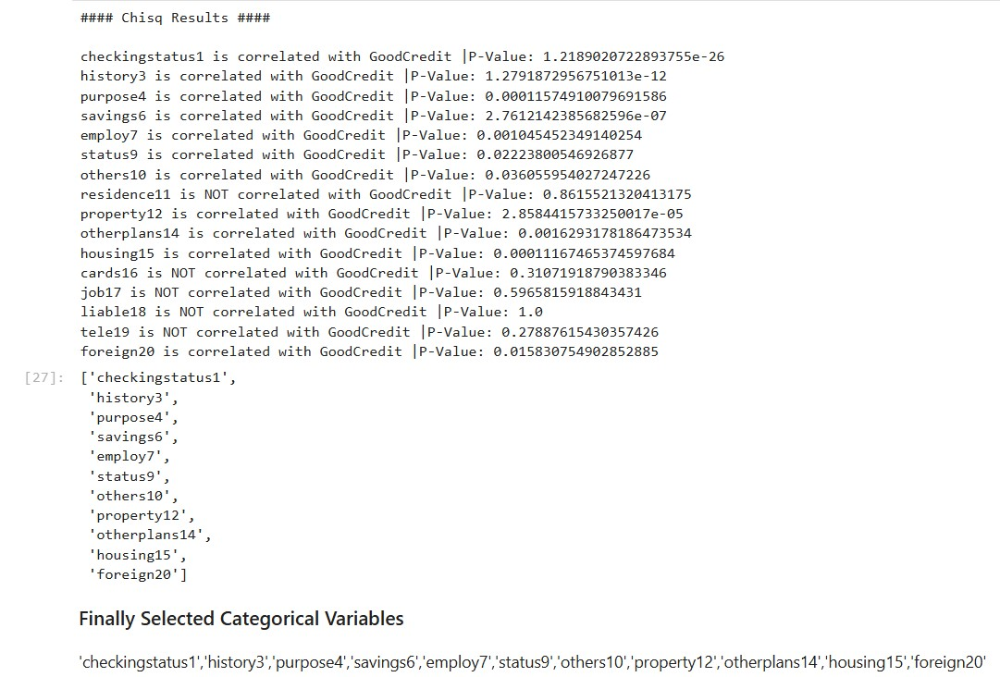 #### Chisq Results ####
checkingstatus1 is correlated with GoodCredit |P-Value: 1.2189020722893755e-26
history3 is correlated with GoodCredit |P-Value: 1.2791872956751013e-12
purpose4 is correlated with GoodCredit |P-Value: 0.00011574910079691586
savings6 is correlated with GoodCredit |P-Value: 2.7612142385682596e-07
employ7 is correlated with GoodCredit |P-Value: 0.001045452349140254
status9 is correlated with GoodCredit |P-Value: 0.02223800546926877
others10 is correlated with GoodCredit |P-Value: 0.036055954027247226
residence11 is NOT correlated with GoodCredit |P-Value: 0.8615521320413175
property12 is correlated with GoodCredit |P-Value: 2.8584415733250017e-05
otherplans14 is correlated with GoodCredit |P-Value: 0.0016293178186473534
housing15 is correlated with GoodCredit |P-Value: 0.00011167465374597684
cards16 is NOT correlated with GoodCredit |P-Value: 0.31071918790383346
job17 is NOT correlated with GoodCredit |P-Value: 0.5965815918843431
liable18 is NOT correlated with GoodCredit |P-Value: 1.0
tele19 is NOT correlated with GoodCredit |P-Value: 0.27887615430357426
foreign20 is correlated with GoodCredit |P-Value: 0.015830754902852885
[27]: ['checkingstatus1',
'history3',
'purpose4',
'savings6',
'employ7',
'status9',
'others10',
'property12',
'otherplans14',
'housing15',
'foreign20']
Finally Selected Categorical Variables
'checkingstatus1','history3','purpose4','savings6','employ7','status9','others10','property12','otherplans14','housing15','foreign20'